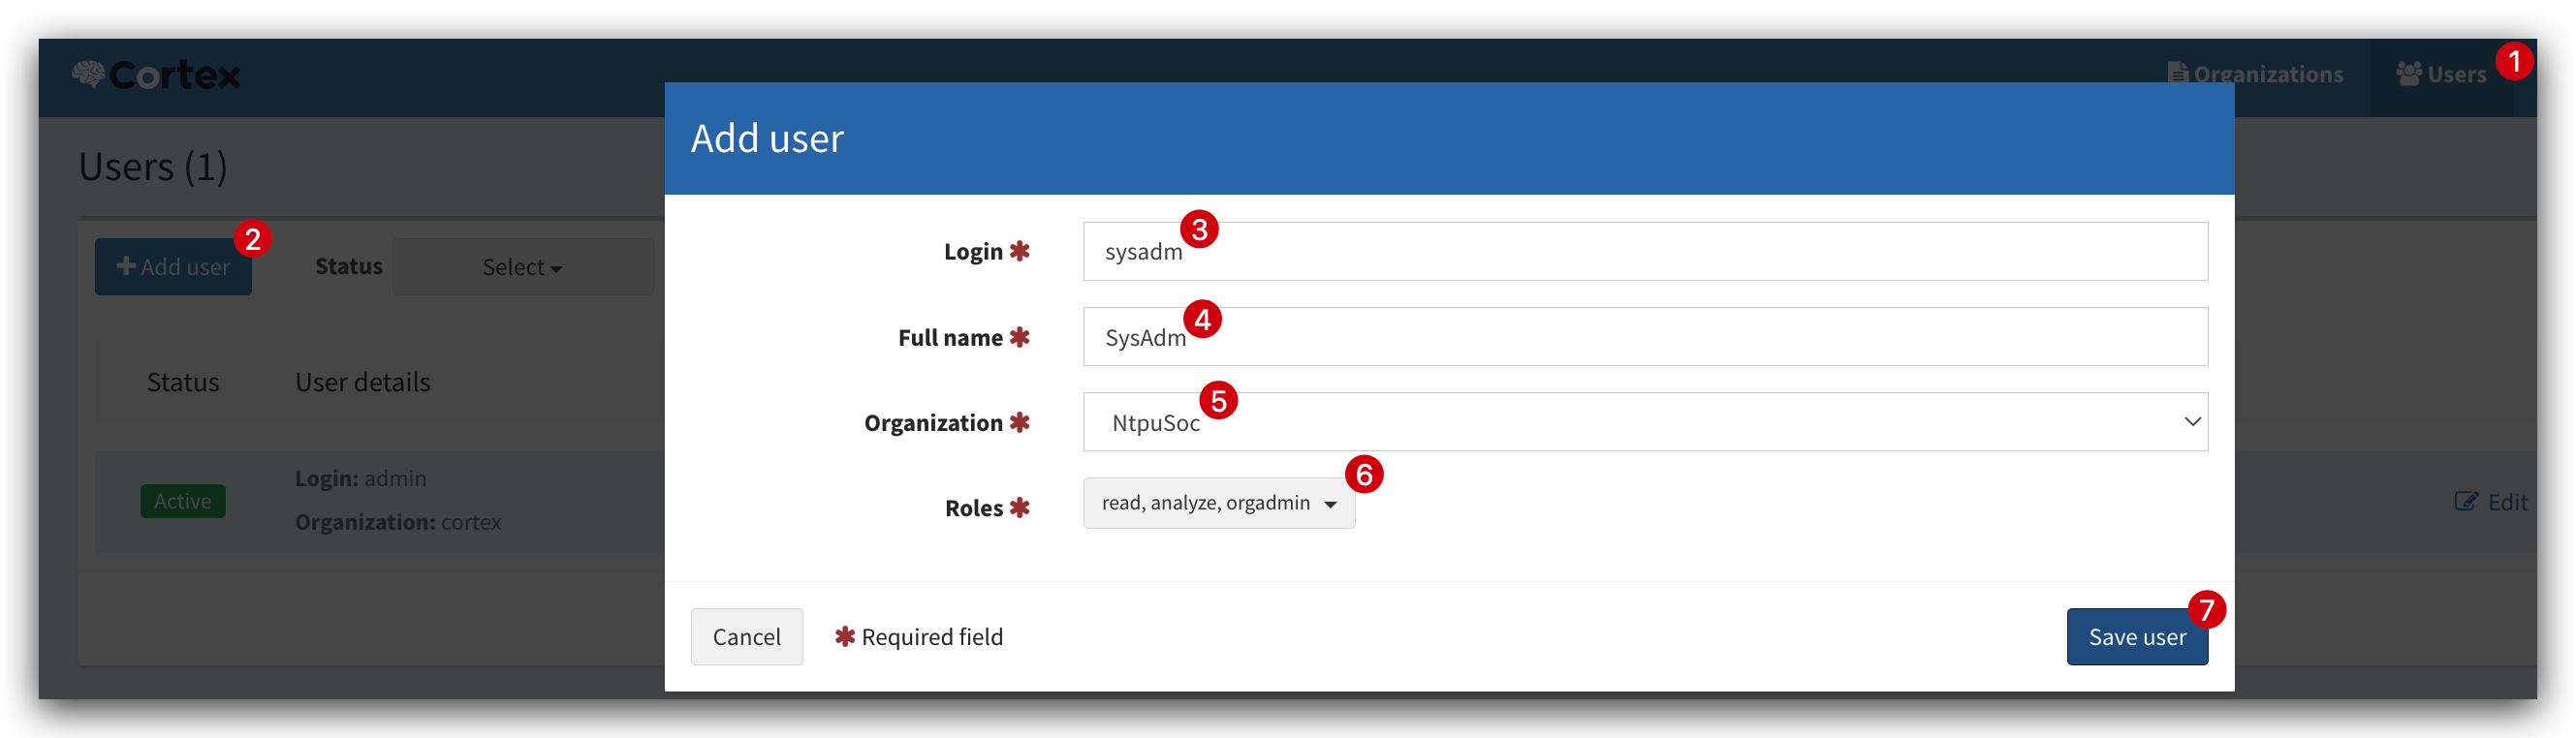 Cortex
Organizations
Users 1
Users (1)
2
Add user
Status
Select
Status
User details
Active
Login: admin
Organization: cortex
Edit
Add user
Login * sysadm 3
Full name * SysAdm 4
Organization * NtpuSoc 5
Roles * read, analyze, orgadmin 6
Cancel
* Required field
Save user 7